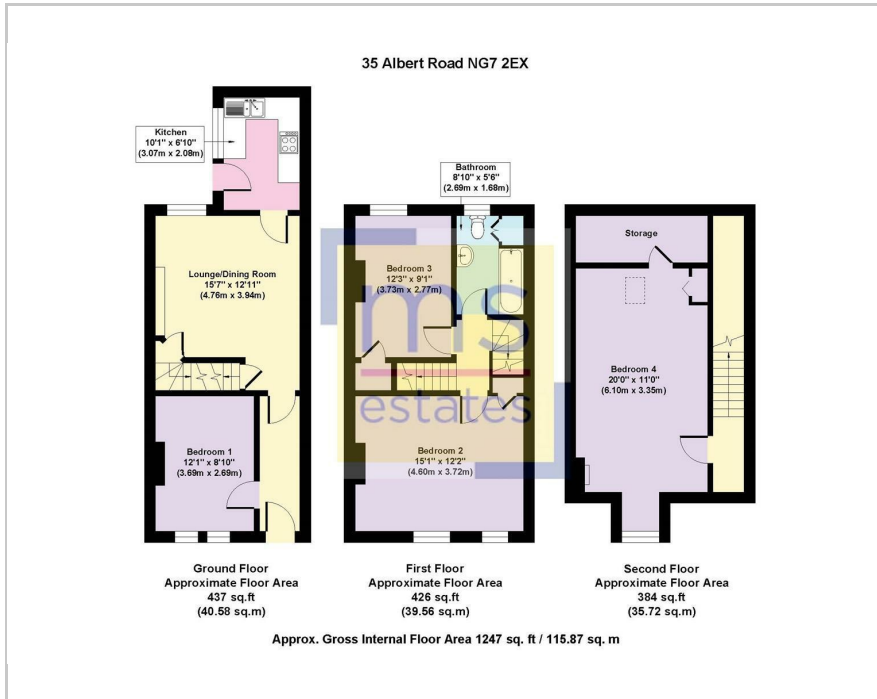 35 Albert Road NG7 2EX
Kitchen
10'1" x 6'10"
(3.07m x 2.08m)
Lounge/Dining Room
15'7" x 12'11"
(4.76m x 3.94m)
Bedroom 1
12'1" x 8'10"
(3.69m x 2.69m)
Ground Floor
Approximate Floor Area
437 sq.ft
(40.58 sq.m)
Bathroom
8'10" x 5'6"
(2.69m x 1.68m)
Bedroom 3
12'3" x 9'1"
(3.73m x 2.77m)
ms
estates
Bedroom 2
15'1" x 12'2"
(4.60m x 3.72m)
First Floor
Approximate Floor Area
426 sq.ft
(39.56 sq.m)
Storage
Bedroom 4
20'0" x 11'0"
(6.10m x 3.35m)
Second Floor
Approximate Floor Area
384 sq.ft
(35.72 sq.m)
Approx. Gross Internal Floor Area 1247 sq. ft / 115.87 sq. m